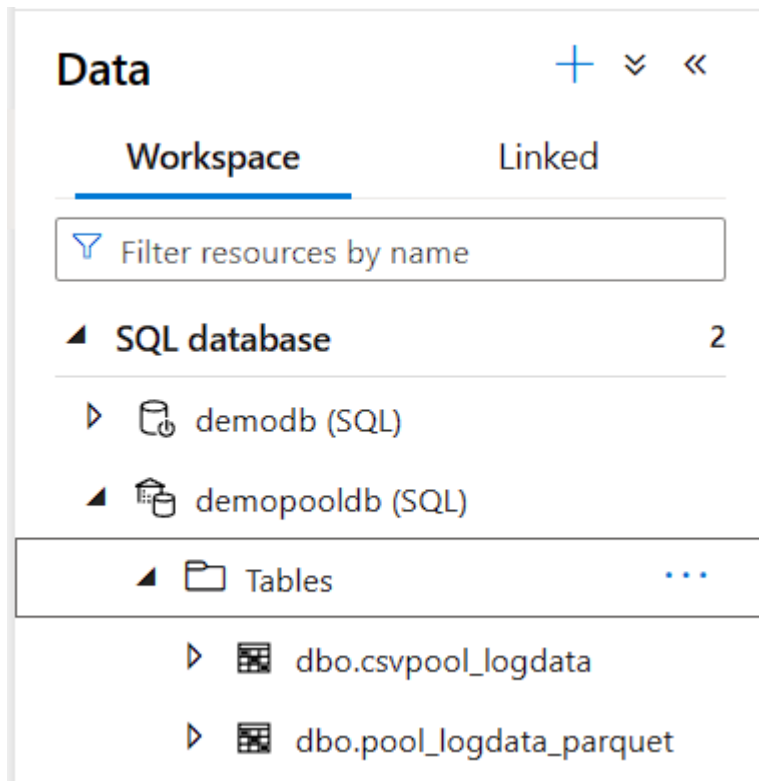 Data
Workspace Linked
Filter resources by name
SQL database 2
demodb (SQL)
demopooldb (SQL)
Tables ...
dbo.csvpool_logdata
dbo.pool_logdata_parquet